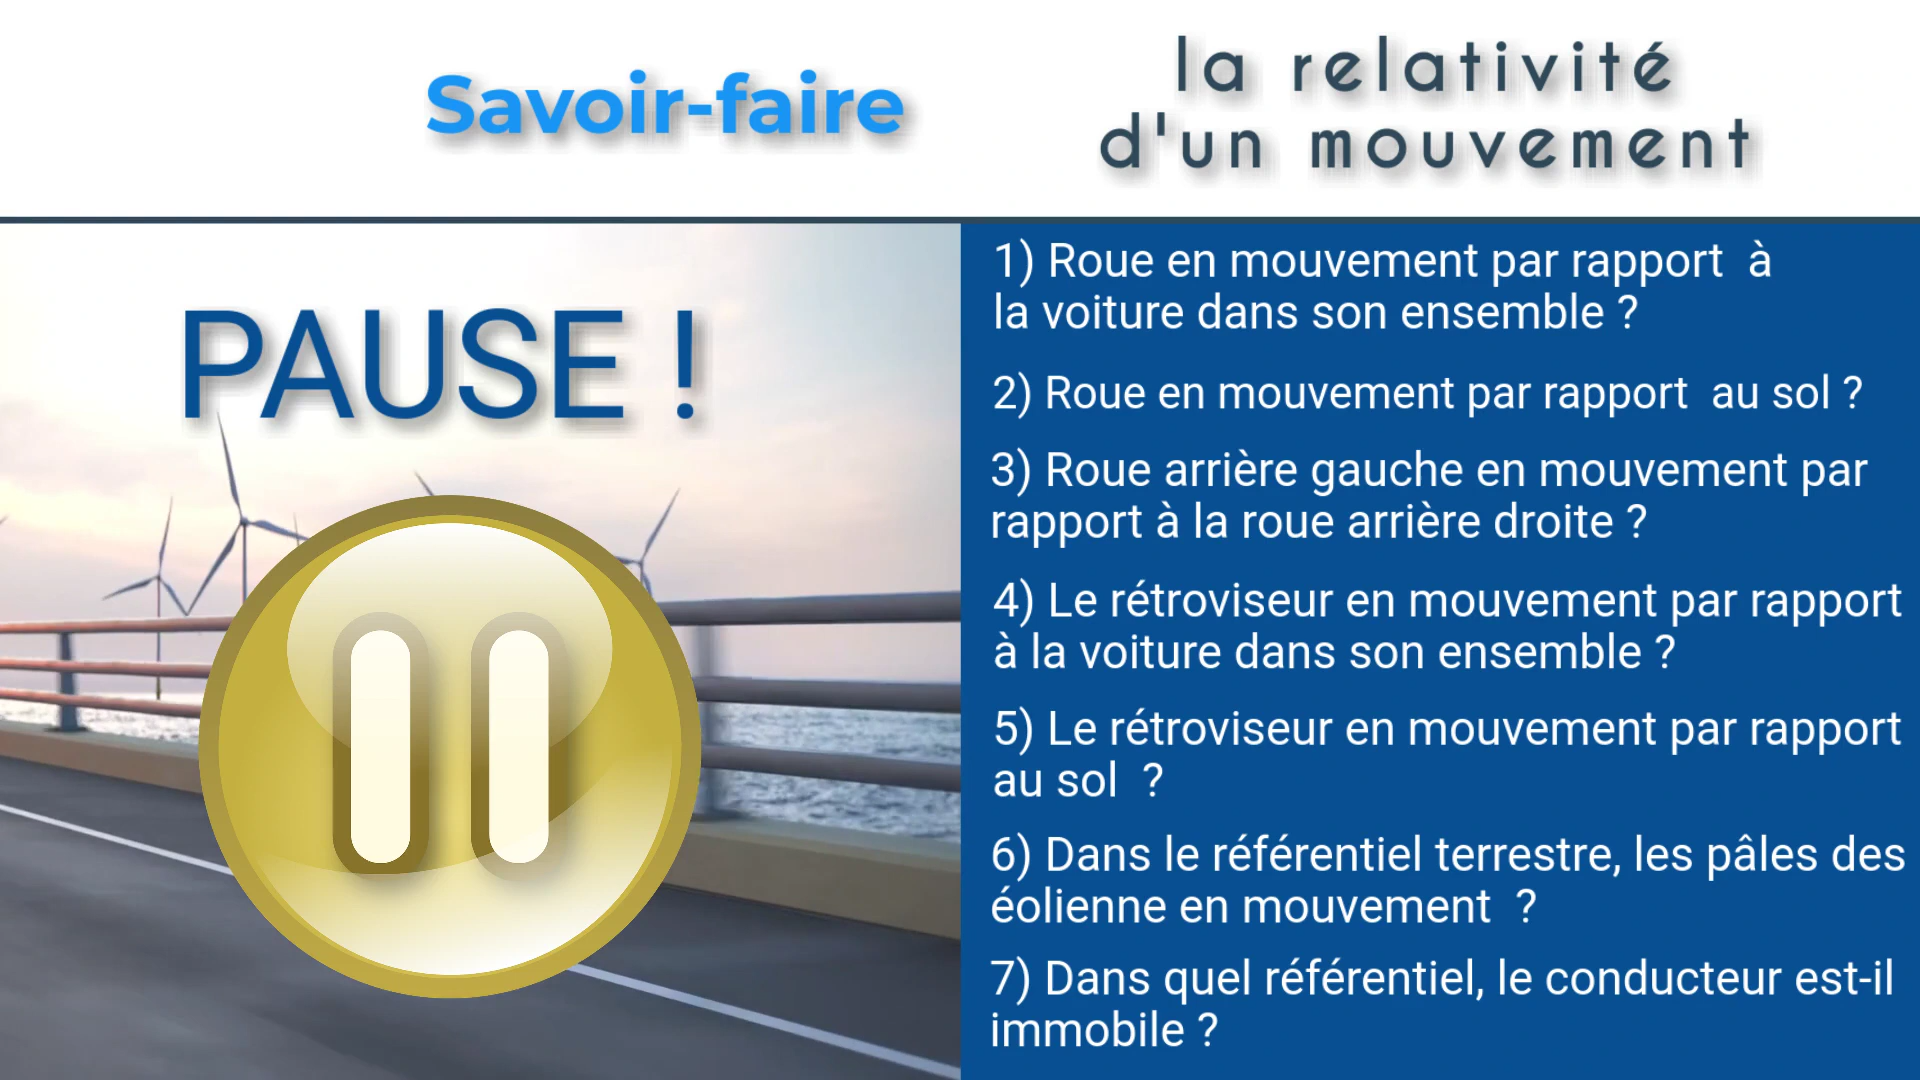 Savoir-faire
la relativité
d'un mouvement
PAUSE !
1) Roue en mouvement par rapport à
la voiture dans son ensemble ?
2) Roue en mouvement par rapport au sol ?
3) Roue arrière gauche en mouvement par
rapport à la roue arrière droite ?
4) Le rétroviseur en mouvement par rapport
à la voiture dans son ensemble ?
5) Le rétroviseur en mouvement par rapport
au sol ?
6) Dans le référentiel terrestre, les pâles des
éolienne en mouvement ?
7) Dans quel référentiel, le conducteur est-il
immobile ?